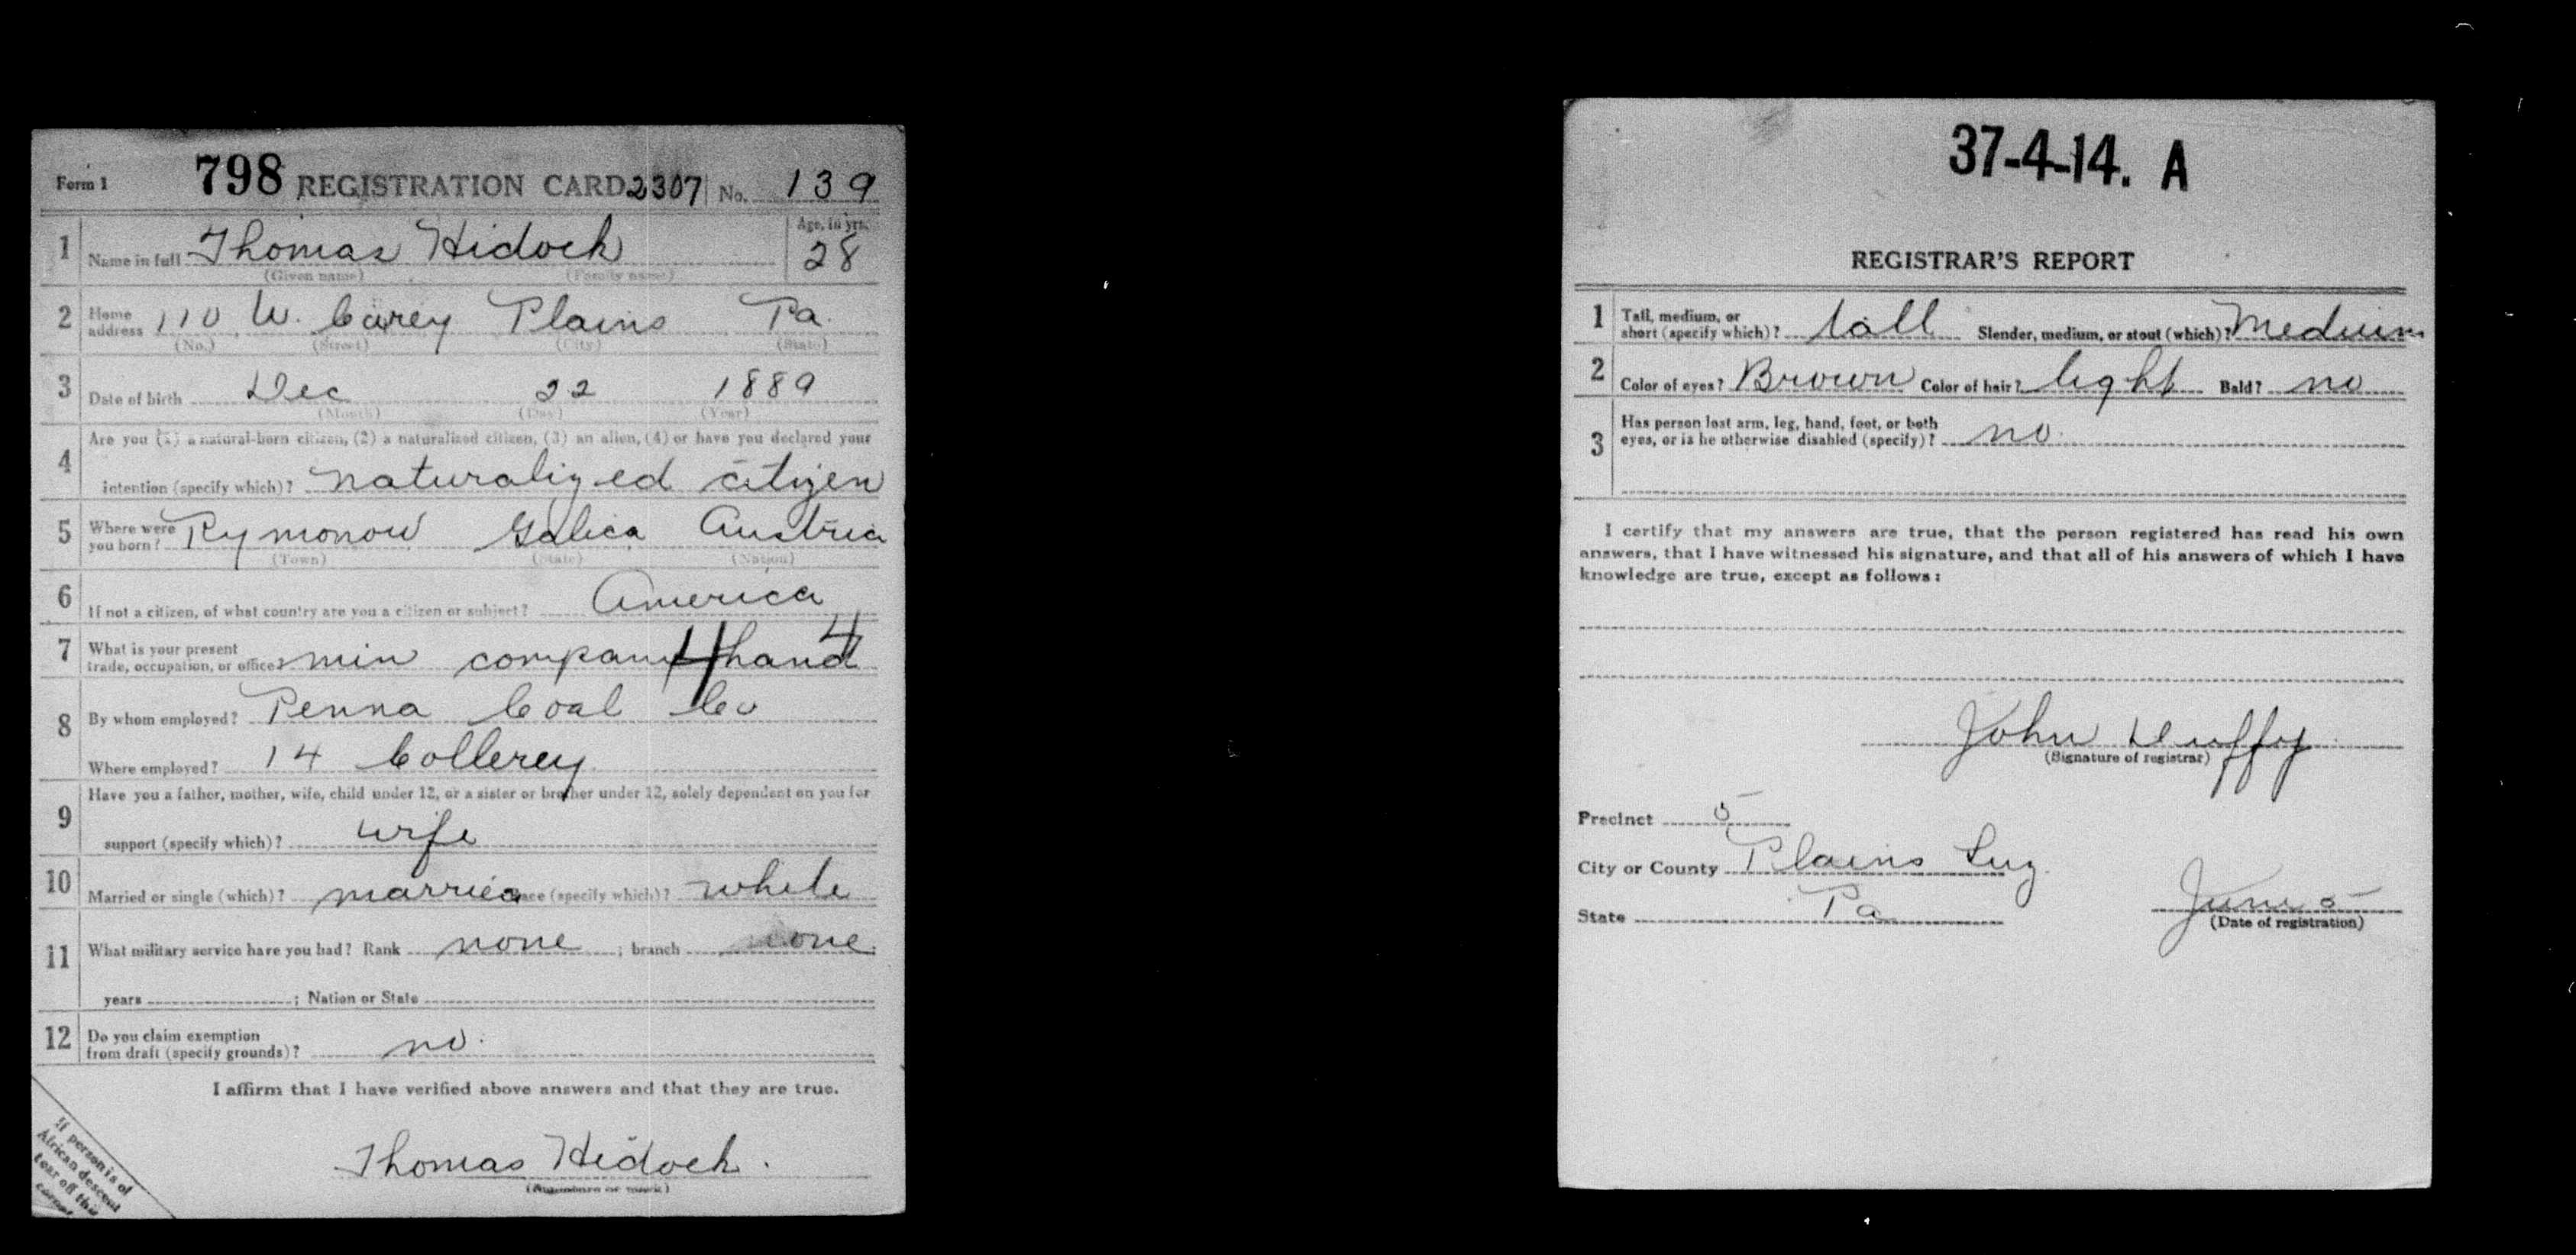 Form 1 798 REGISTRATION CARD 2307 No. 139
1 Name in full Thomas Hidock Age, in yrs. 28
(Given name) (Family name)
2 Home address 110 W. Carey Plains Pa.
(No.) (Street) (City) (State)
3 Date of birth Dec 22 1889
(Month) (Day) (Year)
Are you (1) a natural-born citizen, (2) a naturalized citizen, (3) an alien, (4) or have you declared your
4 intention (specify which)? naturalized citizen
5 Where were you born? Rymonow Galica Austria
(Town) (State) (Nation)
6 If not a citizen, of what country are you a citizen or subject? America
7 What is your present trade, occupation, or office? min company hand 4 4
8 By whom employed? Penna Coal Co
Where employed? 14 Collerey
Have you a father, mother, wife, child under 12, or a sister or brother under 12, solely dependent on you for
9 support (specify which)? wife
10 Married or single (which)? married Race (specify which)? white
11 What military service have you had? Rank none ; branch none
years ; Nation or State
12 Do you claim exemption from draft (specify grounds)? no.
I affirm that I have verified above answers and that they are true.
Thomas Hidock.
(Signature or mark)
If person is of
African descent
tear off this
corner
37-4-14. A
REGISTRAR'S REPORT
1 Tall, medium, or short (specify which)? tall Slender, medium, or stout (which)? Medium
2 Color of eyes? Brown Color of hair? light Bald? no
3 Has person lost arm, leg, hand, foot, or both
eyes, or is he otherwise disabled (specify)? no.
I certify that my answers are true, that the person registered has read his own
answers, that I have witnessed his signature, and that all of his answers of which I have
knowledge are true, except as follows:
John Duffy
(Signature of registrar)
Precinct 5
City or County Plains Luz.
State Pa June 5
(Date of registration)